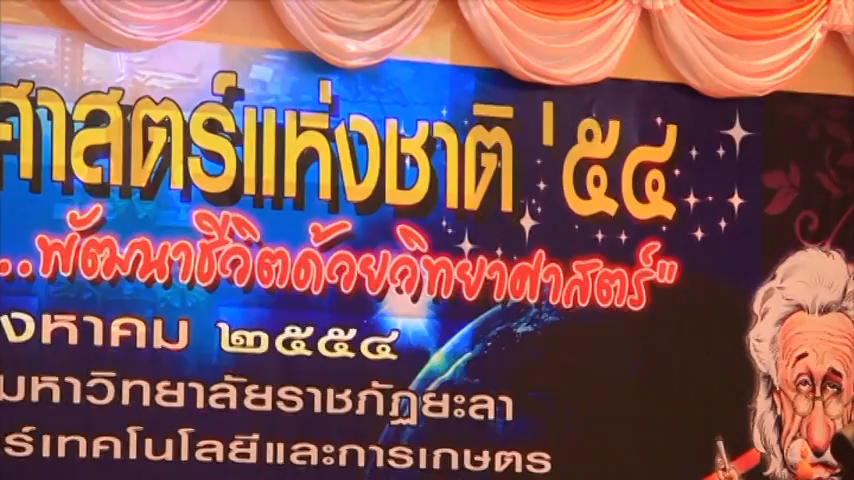 ศาสตร์แห่งชาติ '๕๔
..พัฒนาชีวิตด้วยวิทยาศาสตร์"
งหาคม ๒๕๕๔
มหาวิทยาลัยราชภัฏยะลา
ร์เทคโนโลยีและการเกษตร